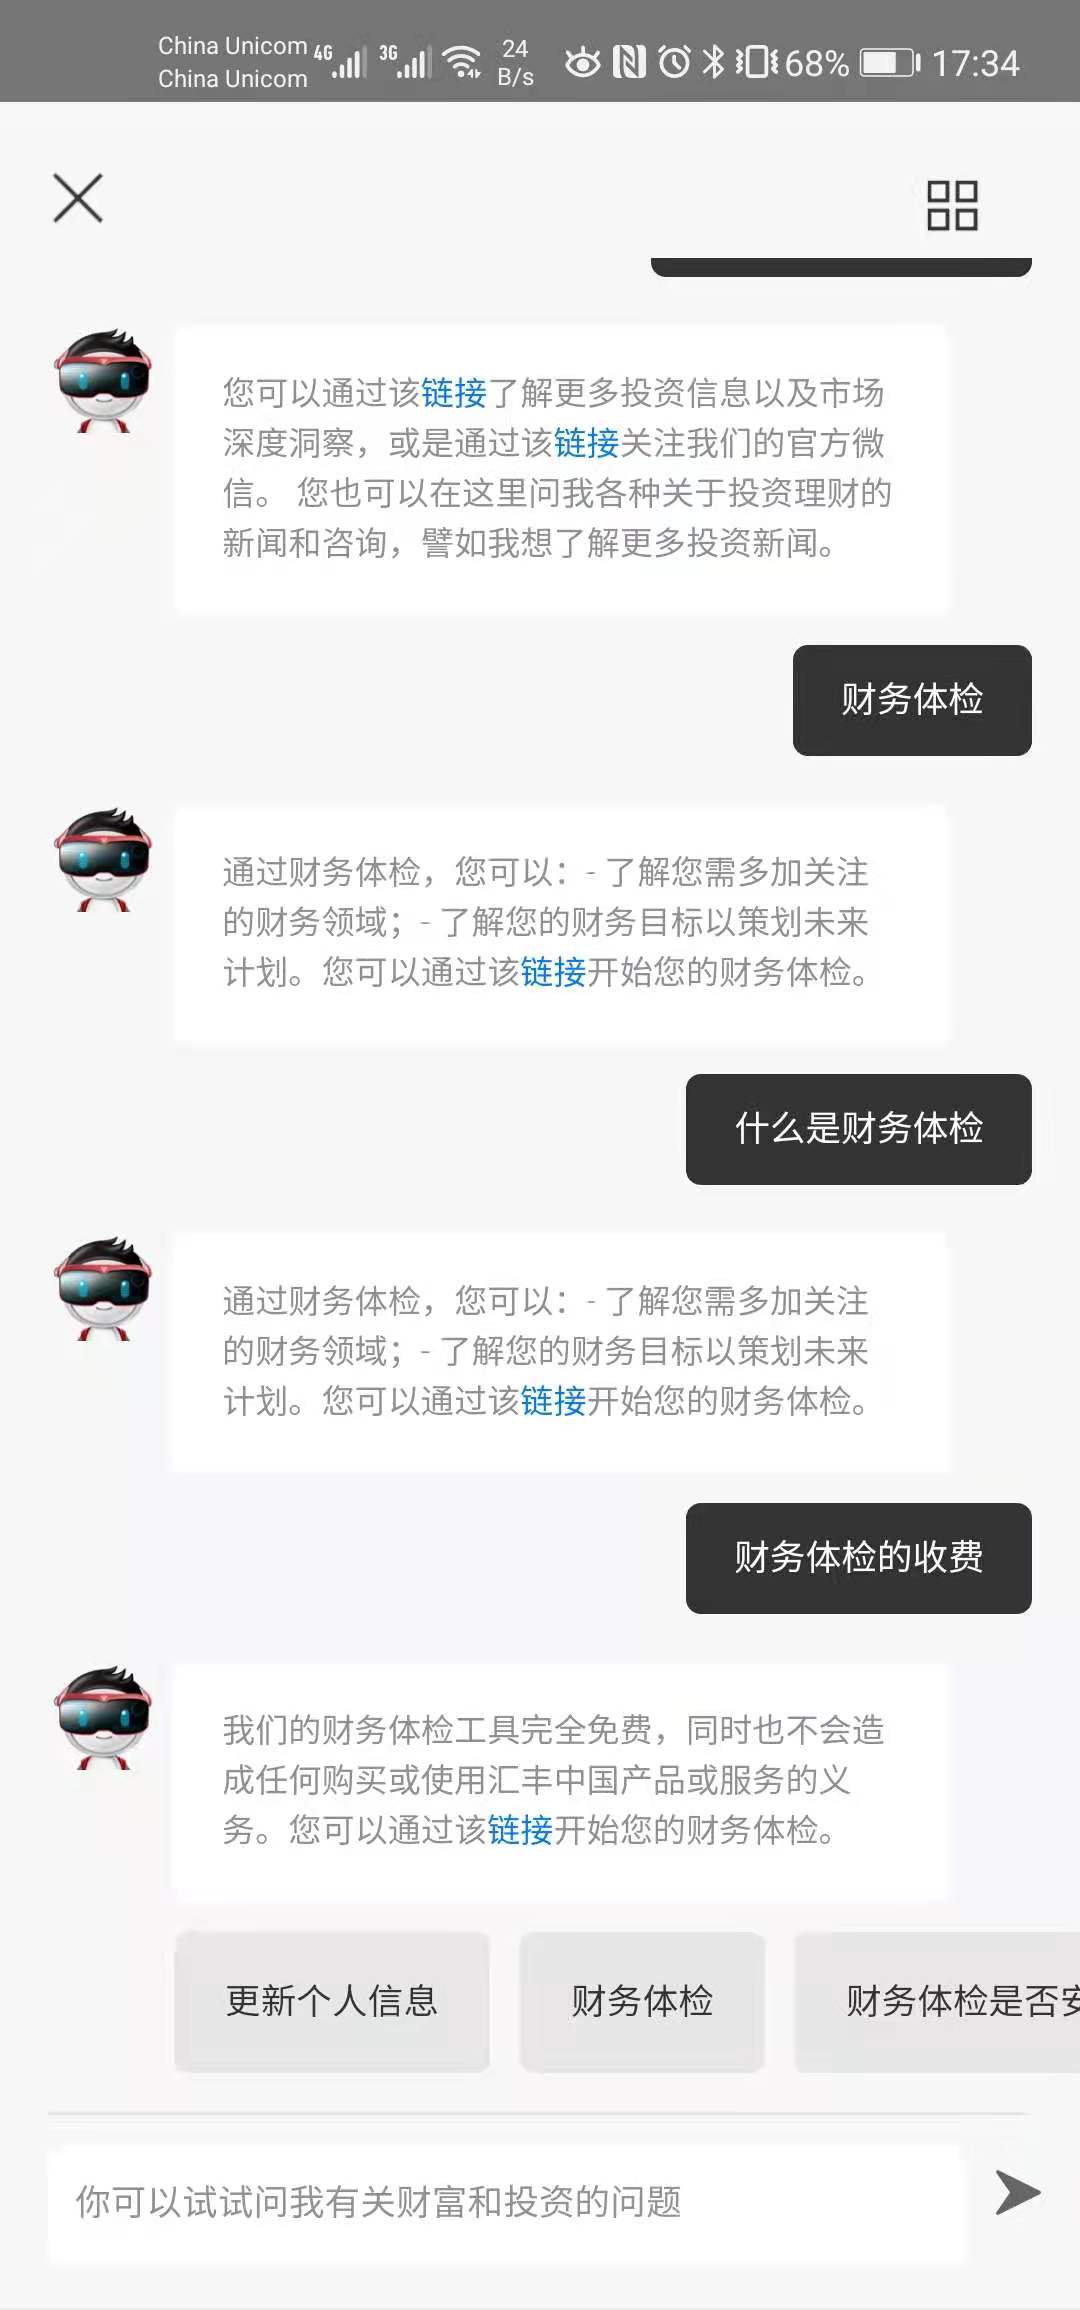 China Unicom 4G 3G 24 68% 17:34
China Unicom B/s
您可以通过该链接了解更多投资信息以及市场
深度洞察，或是通过该链接关注我们的官方微
信。 您也可以在这里问我各种关于投资理财的
新闻和咨询，譬如我想了解更多投资新闻。
财务体检
通过财务体检，您可以：- 了解您需多加关注
的财务领域；- 了解您的财务目标以策划未来
计划。您可以通过该链接开始您的财务体检。
什么是财务体检
通过财务体检，您可以：- 了解您需多加关注
的财务领域；- 了解您的财务目标以策划未来
计划。您可以通过该链接开始您的财务体检。
财务体检的收费
我们的财务体检工具完全免费，同时也不会造
成任何购买或使用汇丰中国产品或服务的义
务。您可以通过该链接开始您的财务体检。
更新个人信息
财务体检
财务体检是否安
你可以试试问我有关财富和投资的问题